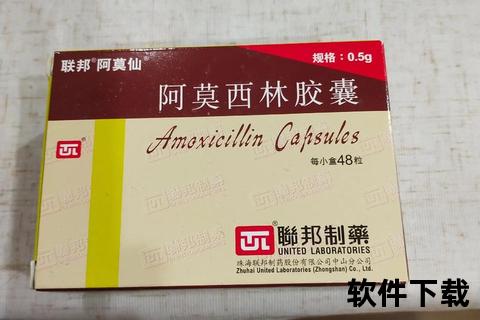 联邦®阿莫仙®
规格：0.5g
阿莫西林胶囊
Amoxicillin Capsules
每小盒48粒
聯邦制藥
UNITED LABORATORIES
珠海联邦制药股份有限公司中山分公司
Zhuhai United Laboratories (Zhongshan) Co., Ltd.
软件下载